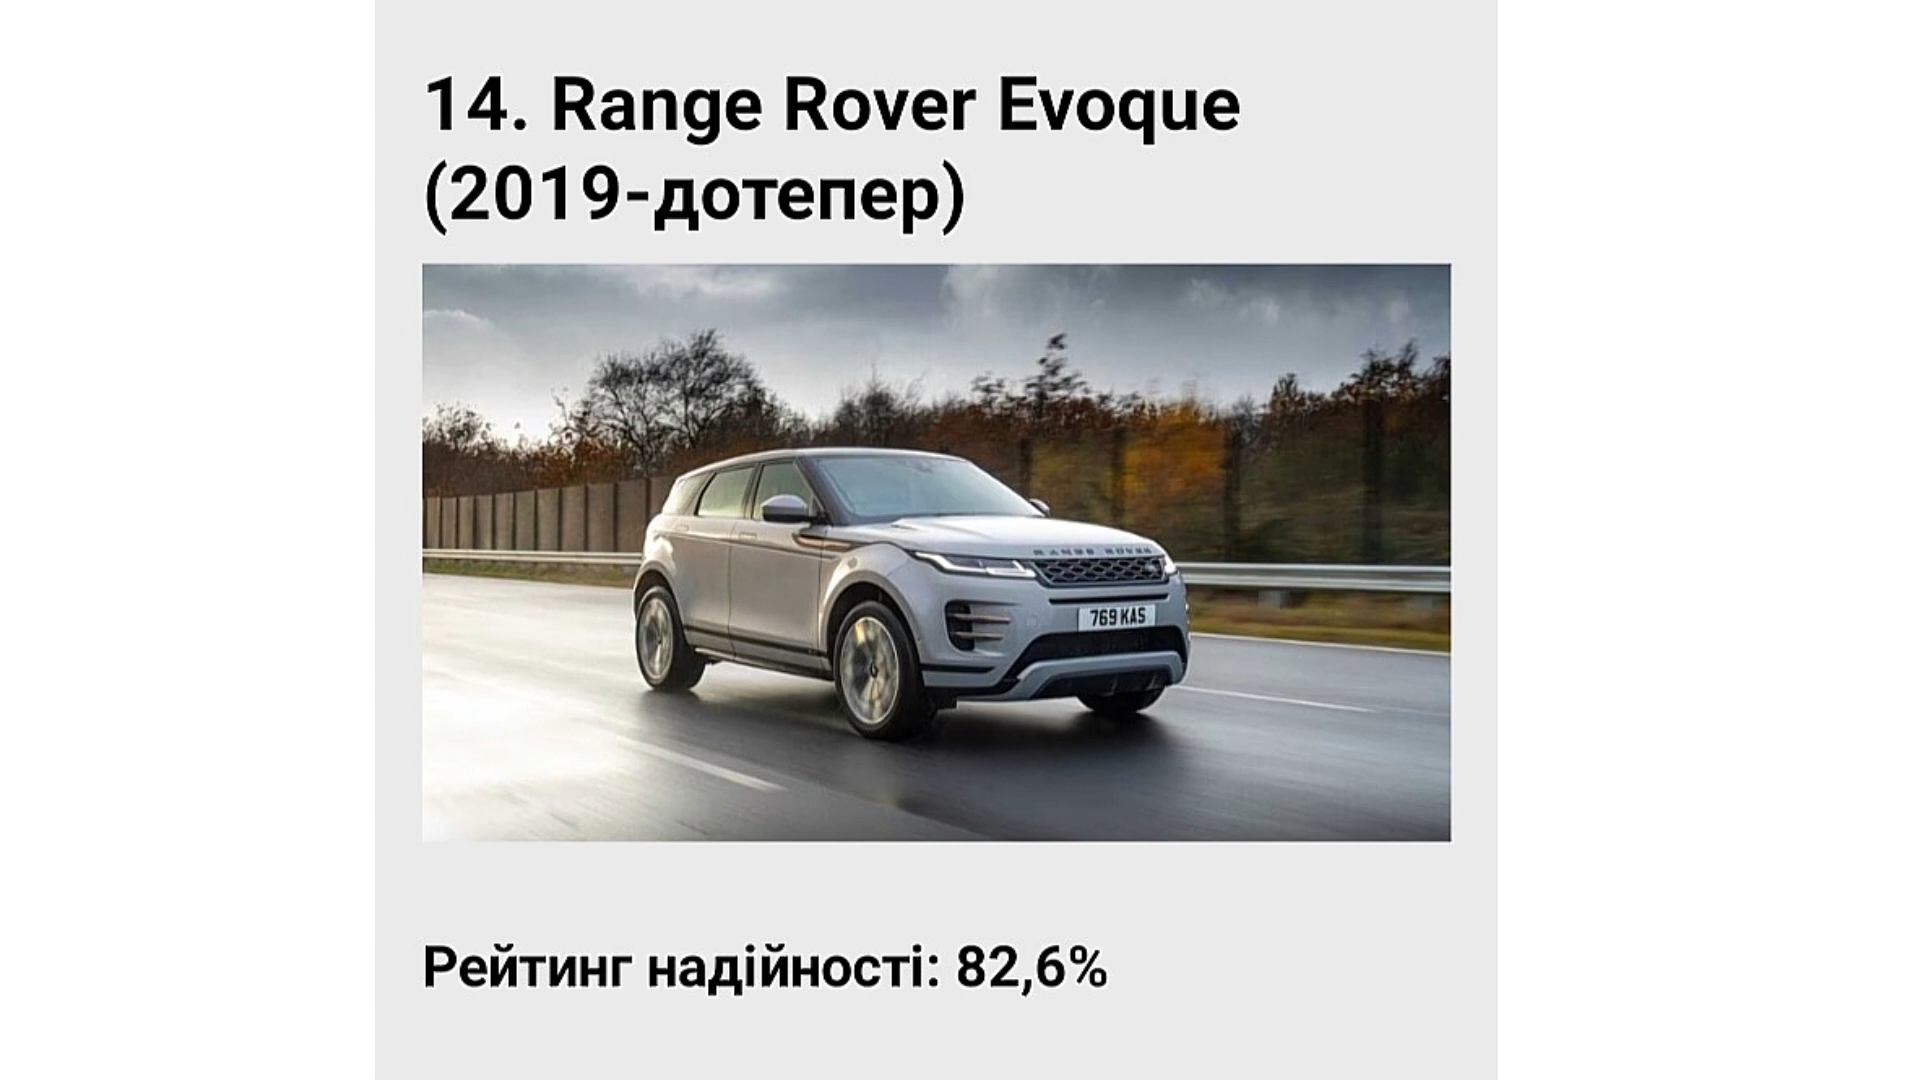 14. Range Rover Evoque
(2019-дотепер)
RANGE ROVER
769 KAS
Рейтинг надійності: 82,6%